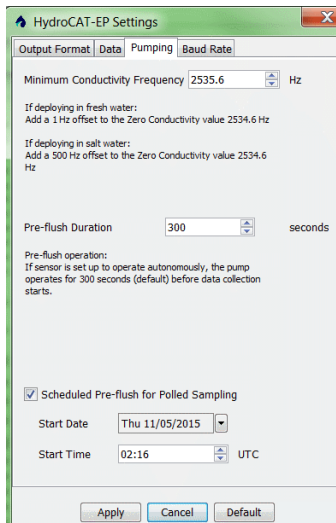 HydroCAT-EP Settings
Output Format Data Pumping Baud Rate
Minimum Conductivity Frequency 2535.6 Hz
If deploying in fresh water:
Add a 1 Hz offset to the Zero Conductivity value 2534.6 Hz
If deploying in salt water:
Add a 500 Hz offset to the Zero Conductivity value 2534.6
Hz
Pre-flush Duration 300 seconds
Pre-flush operation:
If sensor is set up to operate autonomously, the pump
operates for 300 seconds (default) before data collection
starts.
Scheduled Pre-flush for Polled Sampling
Start Date Thu 11/05/2015
Start Time 02:16 UTC
Apply Cancel Default